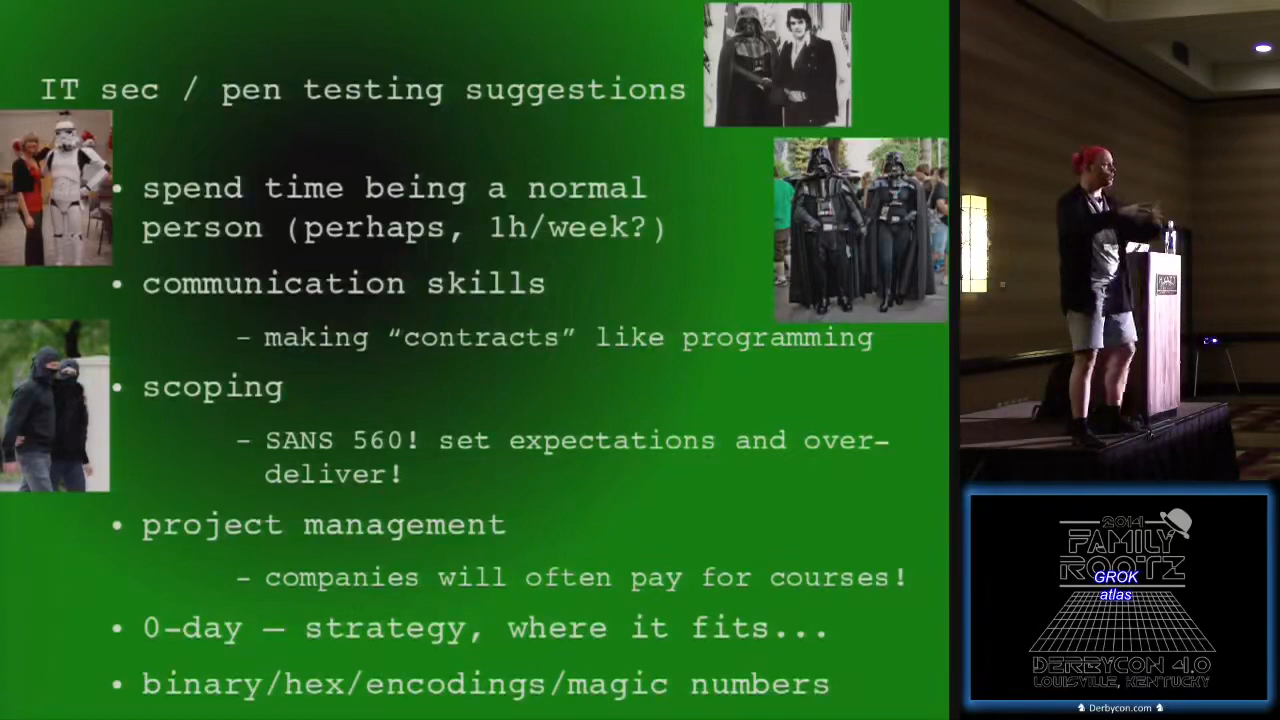 IT sec / pen testing suggestions
• spend time being a normal
person (perhaps, 1h/week?)
• communication skills
– making “contracts” like programming
• scoping
– SANS 560! set expectations and over-
deliver!
• project management
– companies will often pay for courses!
• 0-day – strategy, where it fits...
• binary/hex/encodings/magic numbers
2014
FAMILY
ROOTZ
GROK
atlas
DERBYCON 4.0
LOUISVILLE, KENTUCKY
Derbycon.com